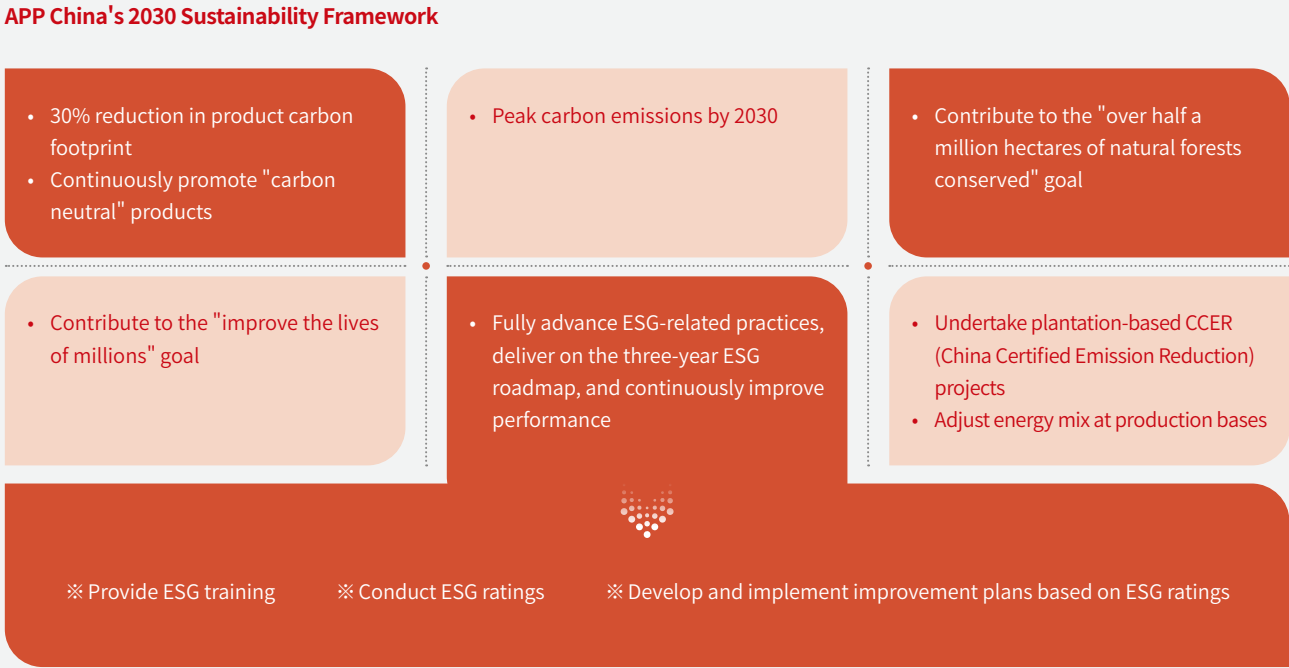 APP China's 2030 Sustainability Framework
• 30% reduction in product carbon
footprint
• Continuously promote "carbon
neutral" products
• Peak carbon emissions by 2030
• Contribute to the "over half a
million hectares of natural forests
conserved" goal
• Contribute to the "improve the lives
of millions" goal
• Fully advance ESG-related practices,
deliver on the three-year ESG
roadmap, and continuously improve
performance
• Undertake plantation-based CCER
(China Certified Emission Reduction)
projects
• Adjust energy mix at production bases
※ Provide ESG training
※ Conduct ESG ratings
※ Develop and implement improvement plans based on ESG ratings